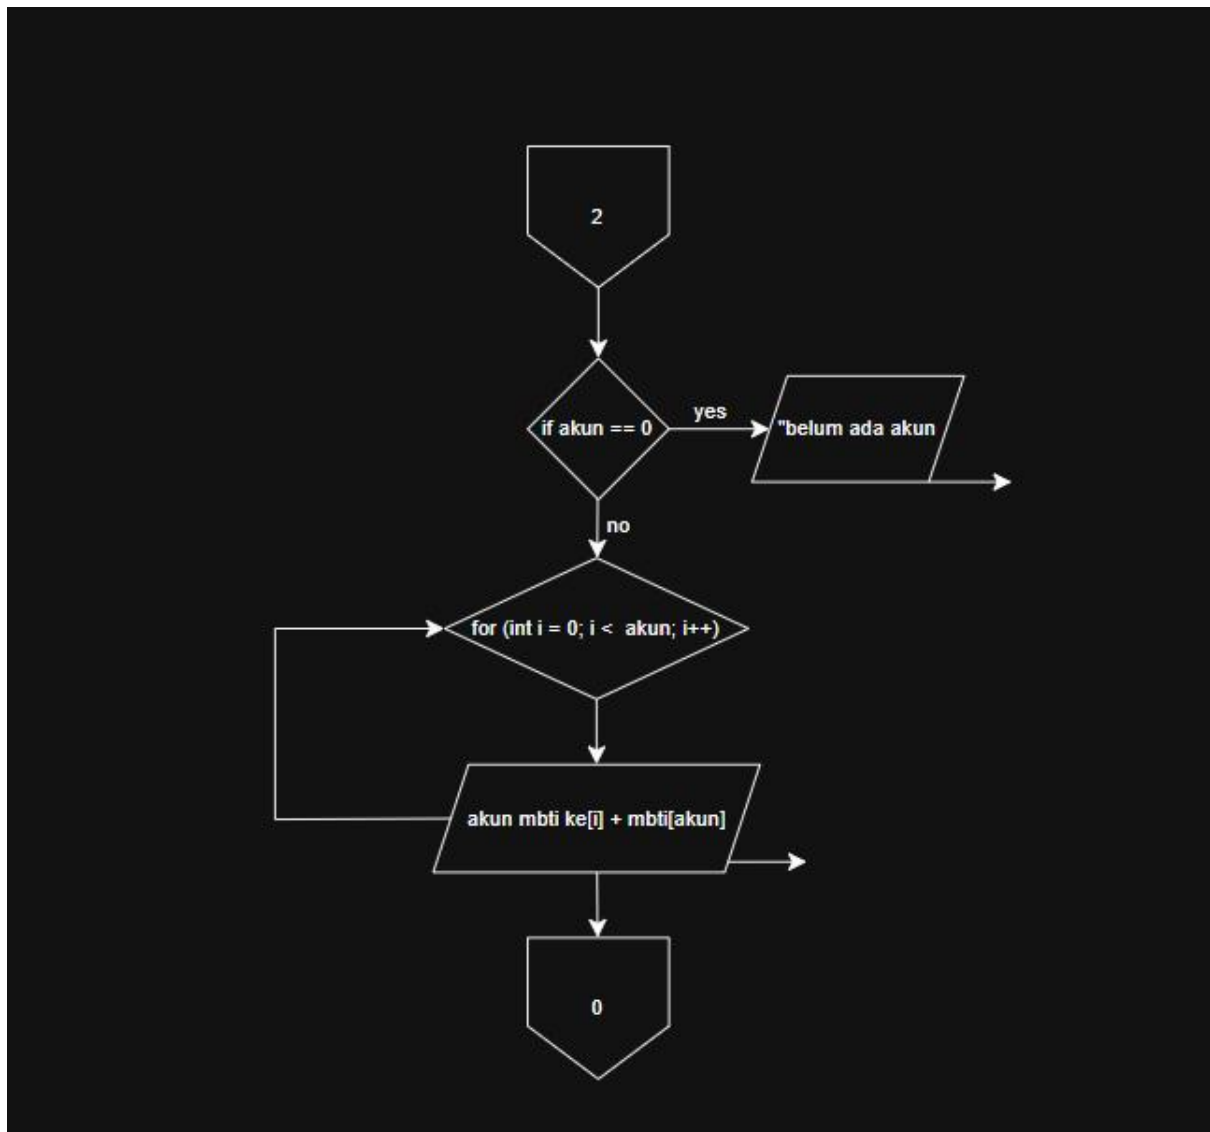 2
if akun == 0
yes
"belum ada akun
no
for (int i = 0; i < akun; i++)
akun mbti ke[i] + mbti[akun]
0